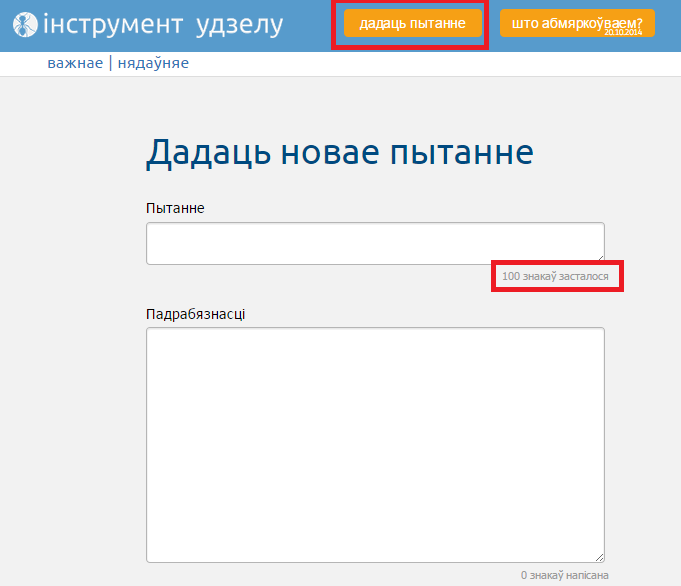 інструмент удзелу
дадаць пытанне
што абмяркоўваем?
20.10.2014
важнае | нядаўняе
Дадаць новае пытанне
Пытанне
100 знакаў засталося
Падрабязнасці
0 знакаў напісана